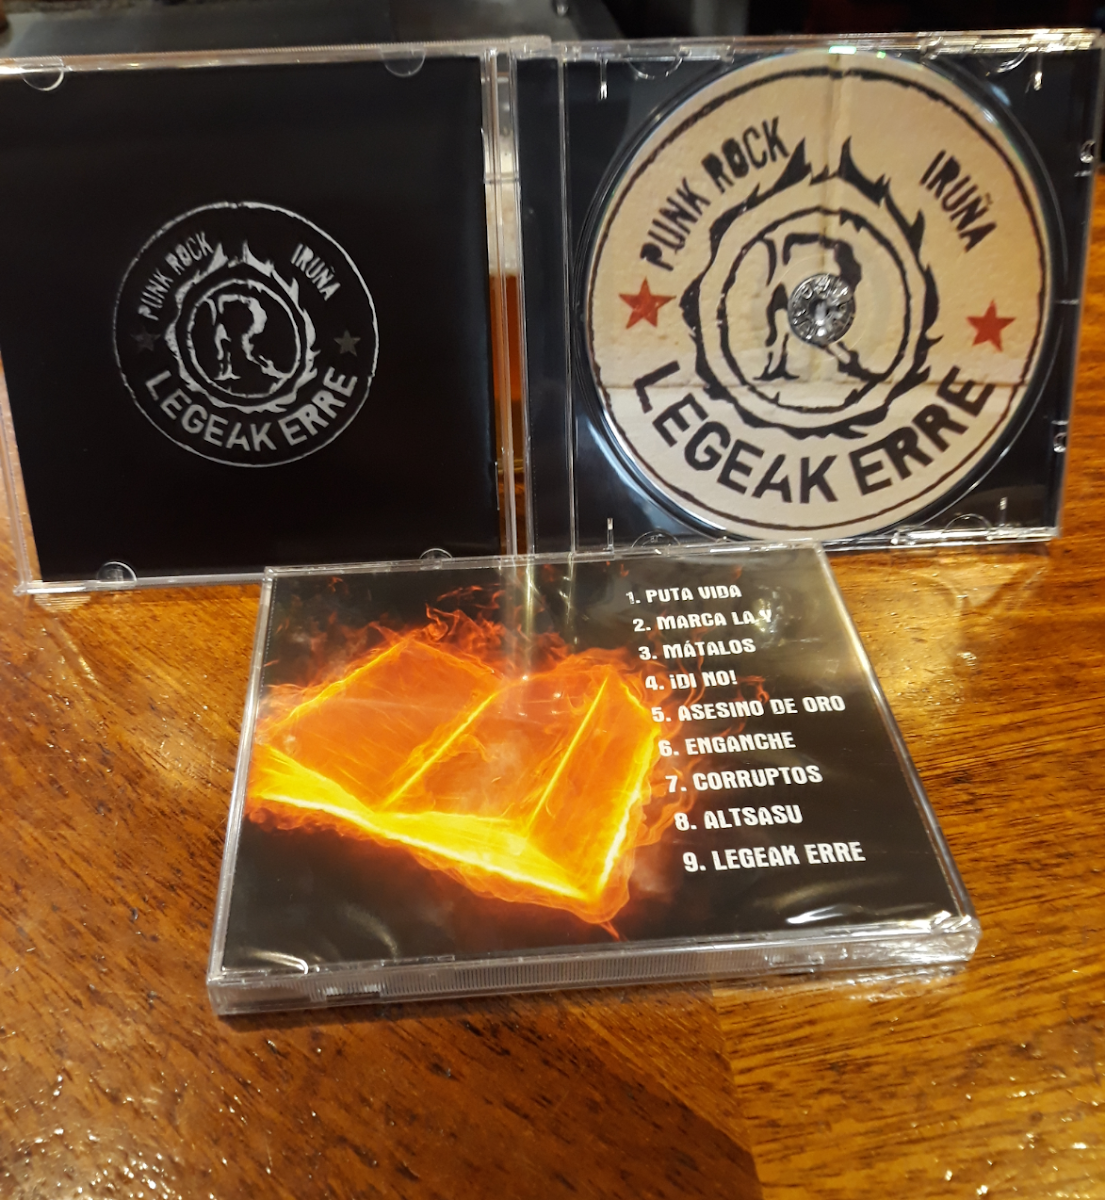 PUNK ROCK
IRUÑA
LEGEAK ERRE
PUNK ROCK
IRUÑA
LEGEAK ERRE
1. PUTA VIDA
2. MARCA LA V
3. MÁTALOS
4. ¡DI NO!
5. ASESINO DE ORO
6. ENGANCHE
7. CORRUPTOS
8. ALTSASU
9. LEGEAK ERRE